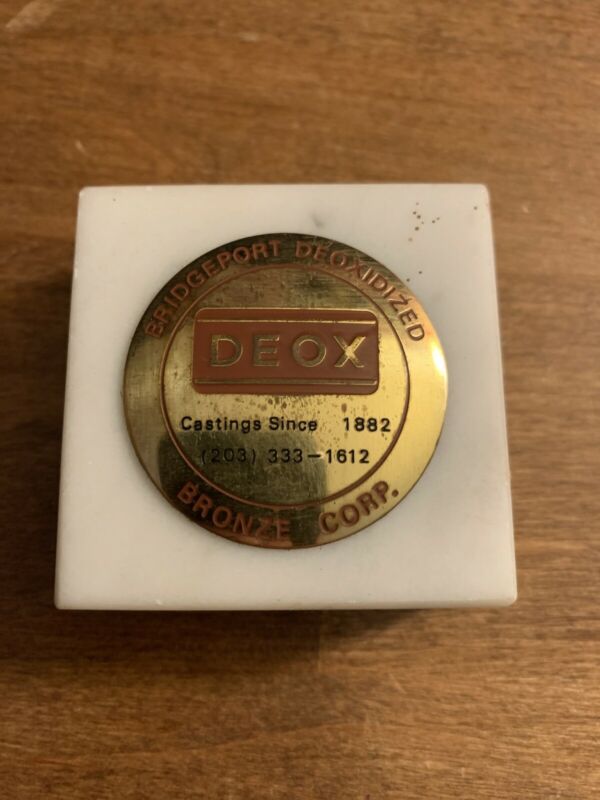 BRIDGEPORT DEOXIDIZED
DEOX
Castings Since 1882
(203) 333-1612
BRONZE CORP.